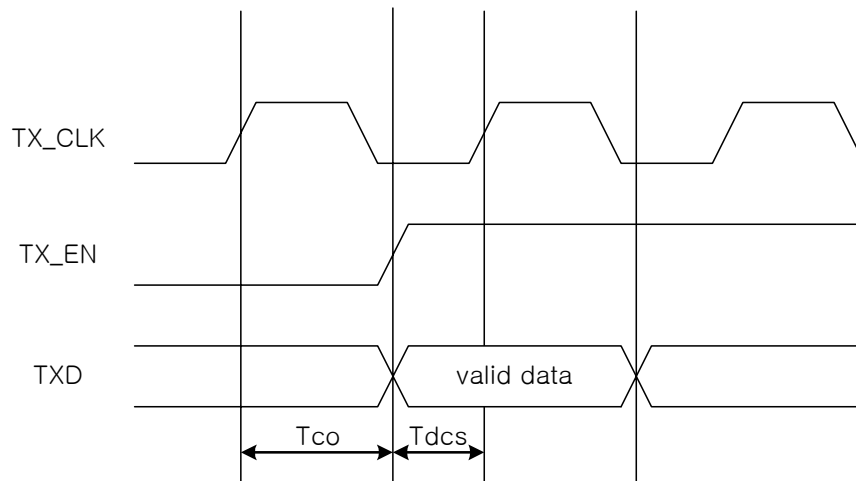 TX_CLK
TX_EN
TXD
valid data
Tco
Tdcs